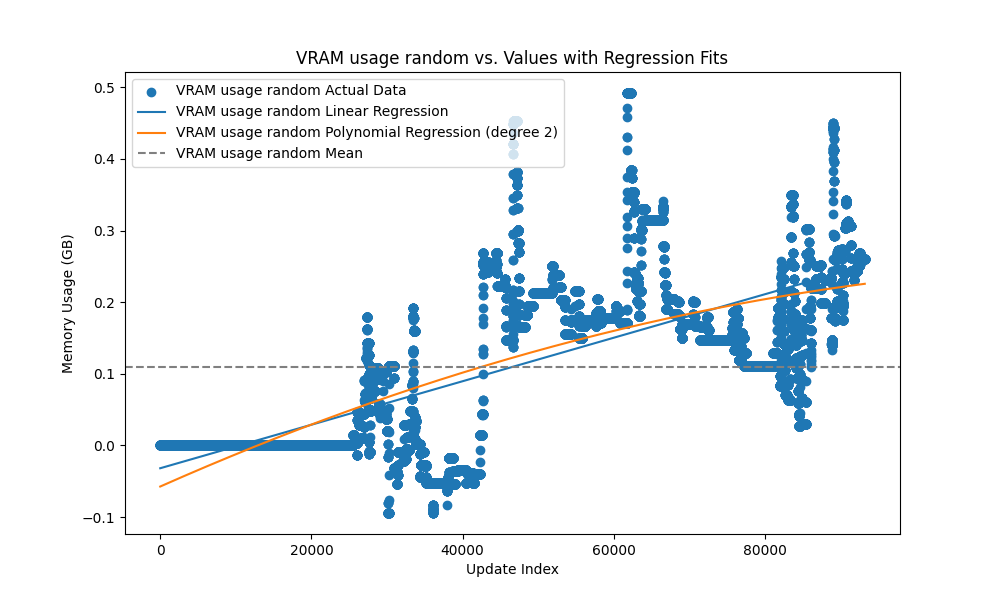 VRAM usage random vs. Values with Regression Fits
VRAM usage random Actual Data
VRAM usage random Linear Regression
VRAM usage random Polynomial Regression (degree 2)
VRAM usage random Mean
Memory Usage (GB)
0.5
0.4
0.3
0.2
0.1
0.0
−0.1
0 20000 40000 60000 80000
Update Index